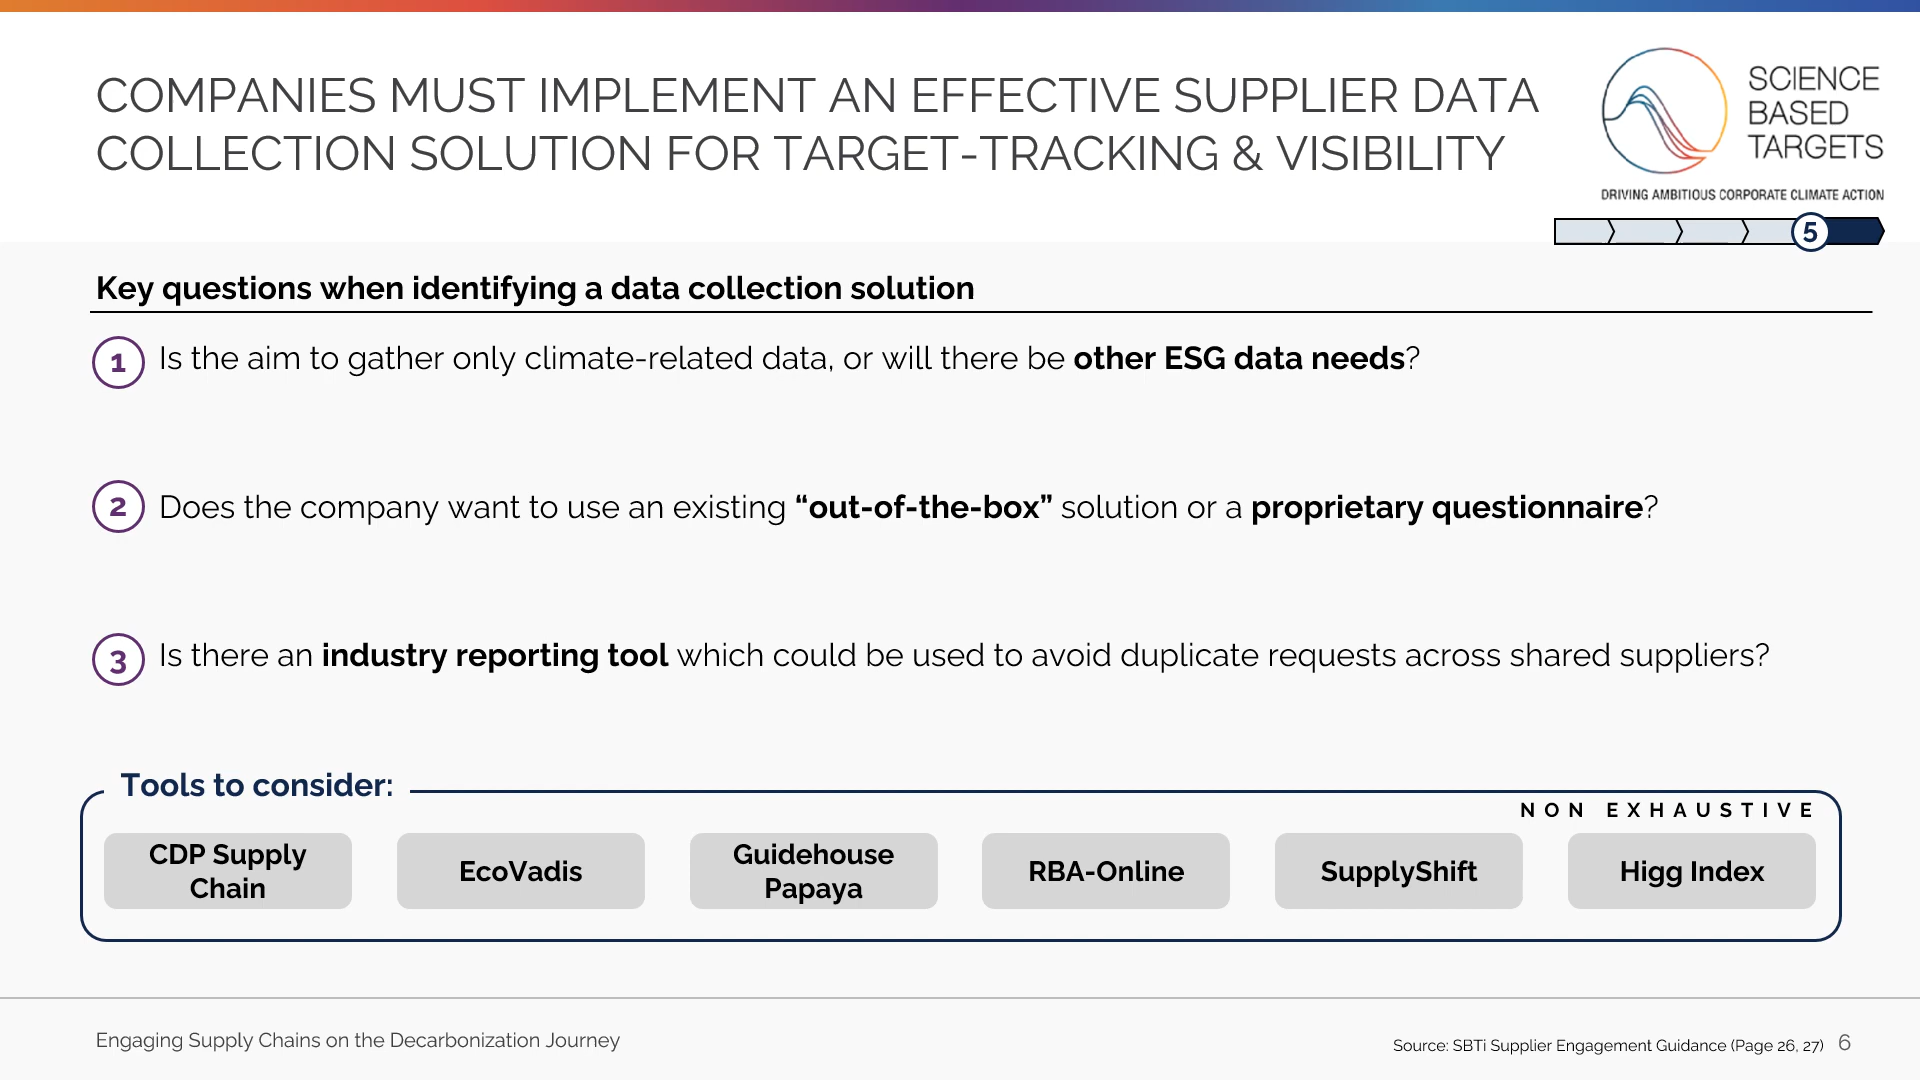 COMPANIES MUST IMPLEMENT AN EFFECTIVE SUPPLIER DATA
COLLECTION SOLUTION FOR TARGET-TRACKING & VISIBILITY
SCIENCE
BASED
TARGETS
DRIVING AMBITIOUS CORPORATE CLIMATE ACTION
5
Key questions when identifying a data collection solution
1 Is the aim to gather only climate-related data, or will there be other ESG data needs?
2 Does the company want to use an existing “out-of-the-box” solution or a proprietary questionnaire?
3 Is there an industry reporting tool which could be used to avoid duplicate requests across shared suppliers?
Tools to consider:
NON EXHAUSTIVE
CDP Supply
Chain
EcoVadis
Guidehouse
Papaya
RBA-Online
SupplyShift
Higg Index
Engaging Supply Chains on the Decarbonization Journey
Source: SBTi Supplier Engagement Guidance (Page 26, 27) 6